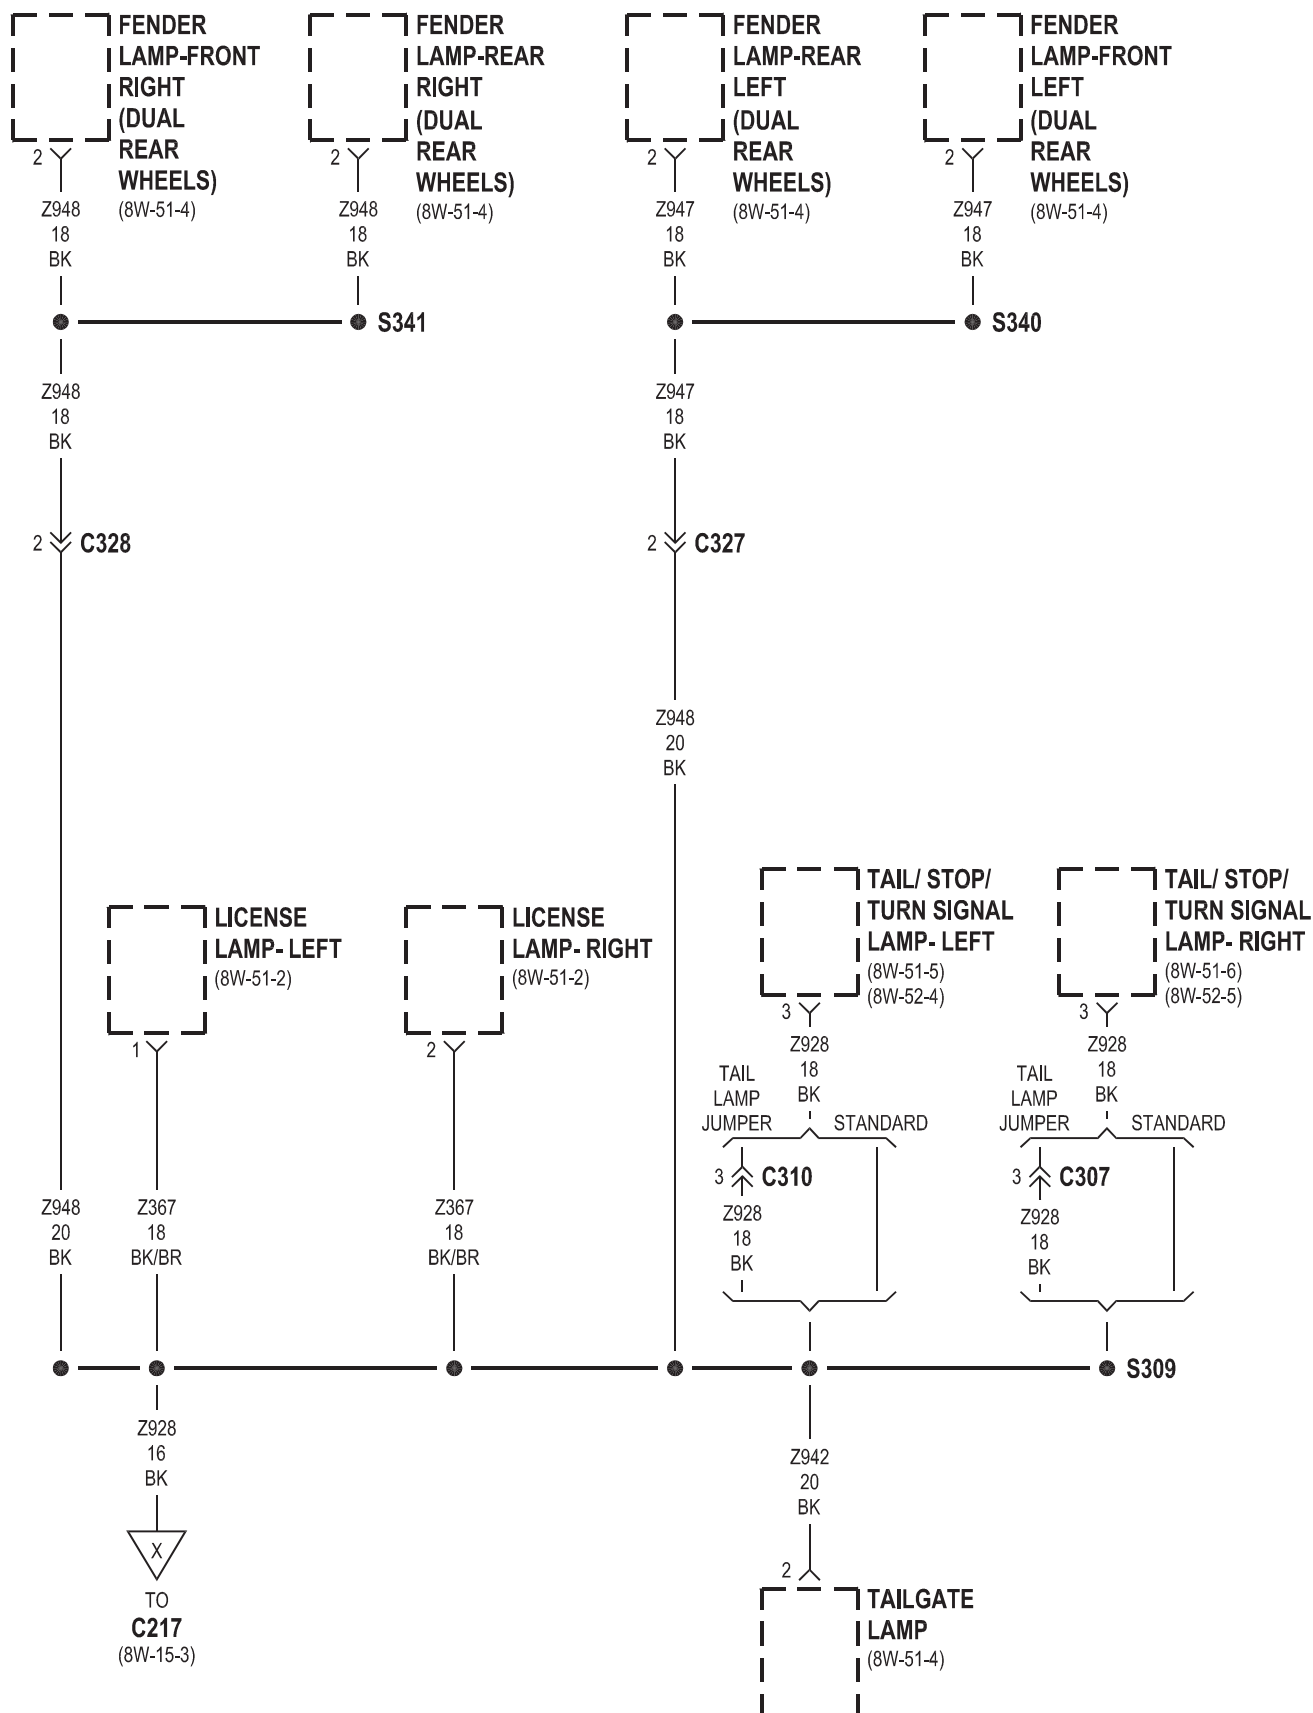 FENDER
LAMP-FRONT
RIGHT
(DUAL
REAR
WHEELS)
(8W-51-4)
2
Z948
18
BK
FENDER
LAMP-REAR
RIGHT
(DUAL
REAR
WHEELS)
(8W-51-4)
2
Z948
18
BK
FENDER
LAMP-REAR
LEFT
(DUAL
REAR
WHEELS)
(8W-51-4)
2
Z947
18
BK
FENDER
LAMP-FRONT
LEFT
(DUAL
REAR
WHEELS)
(8W-51-4)
2
Z947
18
BK
S341
S340
Z948
18
BK
Z947
18
BK
2
C328
2
C327
Z948
20
BK
LICENSE
LAMP- LEFT
(8W-51-2)
1
LICENSE
LAMP- RIGHT
(8W-51-2)
2
TAIL/ STOP/
TURN SIGNAL
LAMP- LEFT
(8W-51-5)
(8W-52-4)
3
Z928
18
BK
TAIL
LAMP
JUMPER
STANDARD
3
C310
Z928
18
BK
TAIL/ STOP/
TURN SIGNAL
LAMP- RIGHT
(8W-51-6)
(8W-52-5)
3
Z928
18
BK
TAIL
LAMP
JUMPER
STANDARD
3
C307
Z928
18
BK
Z948
20
BK
Z367
18
BK/BR
Z367
18
BK/BR
S309
Z928
16
BK
X
TO
C217
(8W-15-3)
Z942
20
BK
2
TAILGATE
LAMP
(8W-51-4)